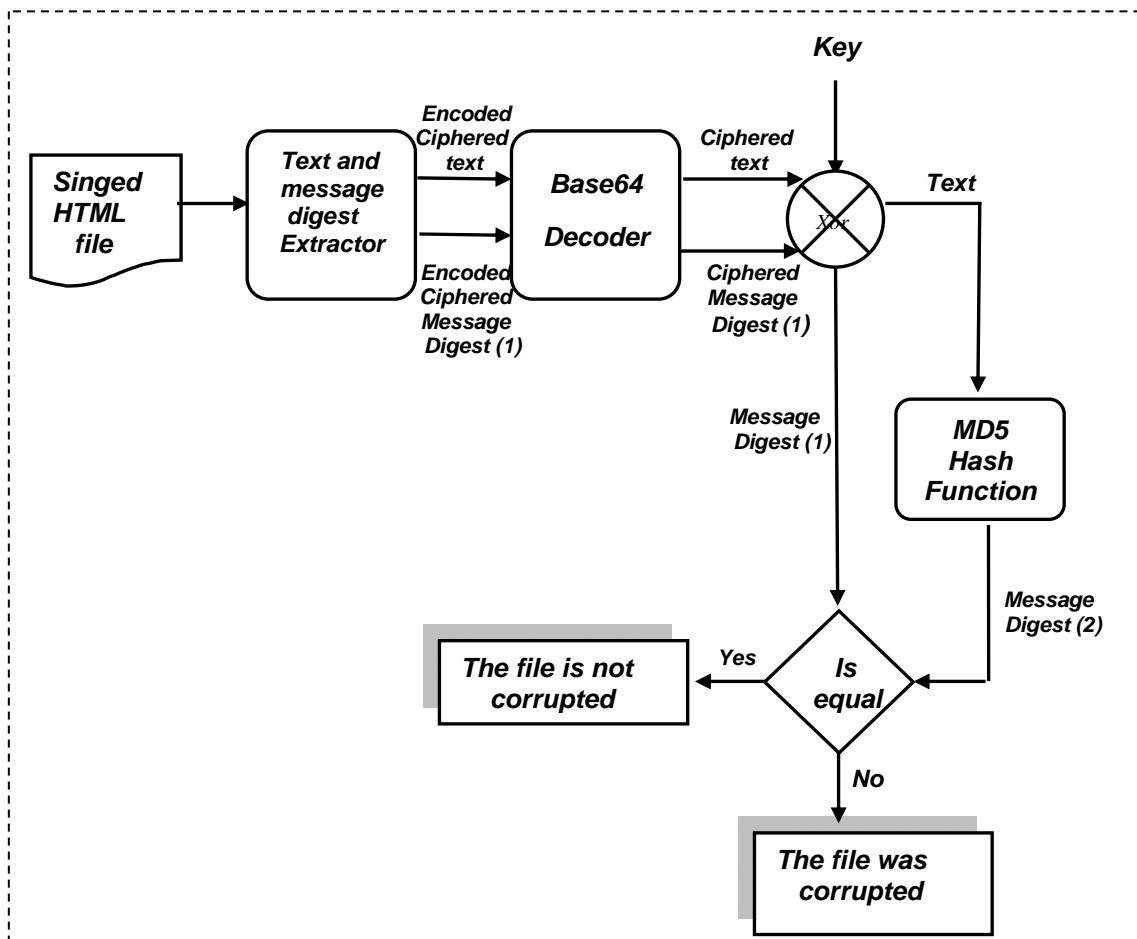 Key
Singed
HTML
file
Text and
message
digest
Extractor
Encoded
Ciphered
text
Encoded
Ciphered
Message
Digest (1)
Base64
Decoder
Ciphered
text
Ciphered
Message
Digest (1)
Xor
Text
Message
Digest (1)
MD5
Hash
Function
Message
Digest (2)
Is
equal
Yes
The file is not
corrupted
No
The file was
corrupted